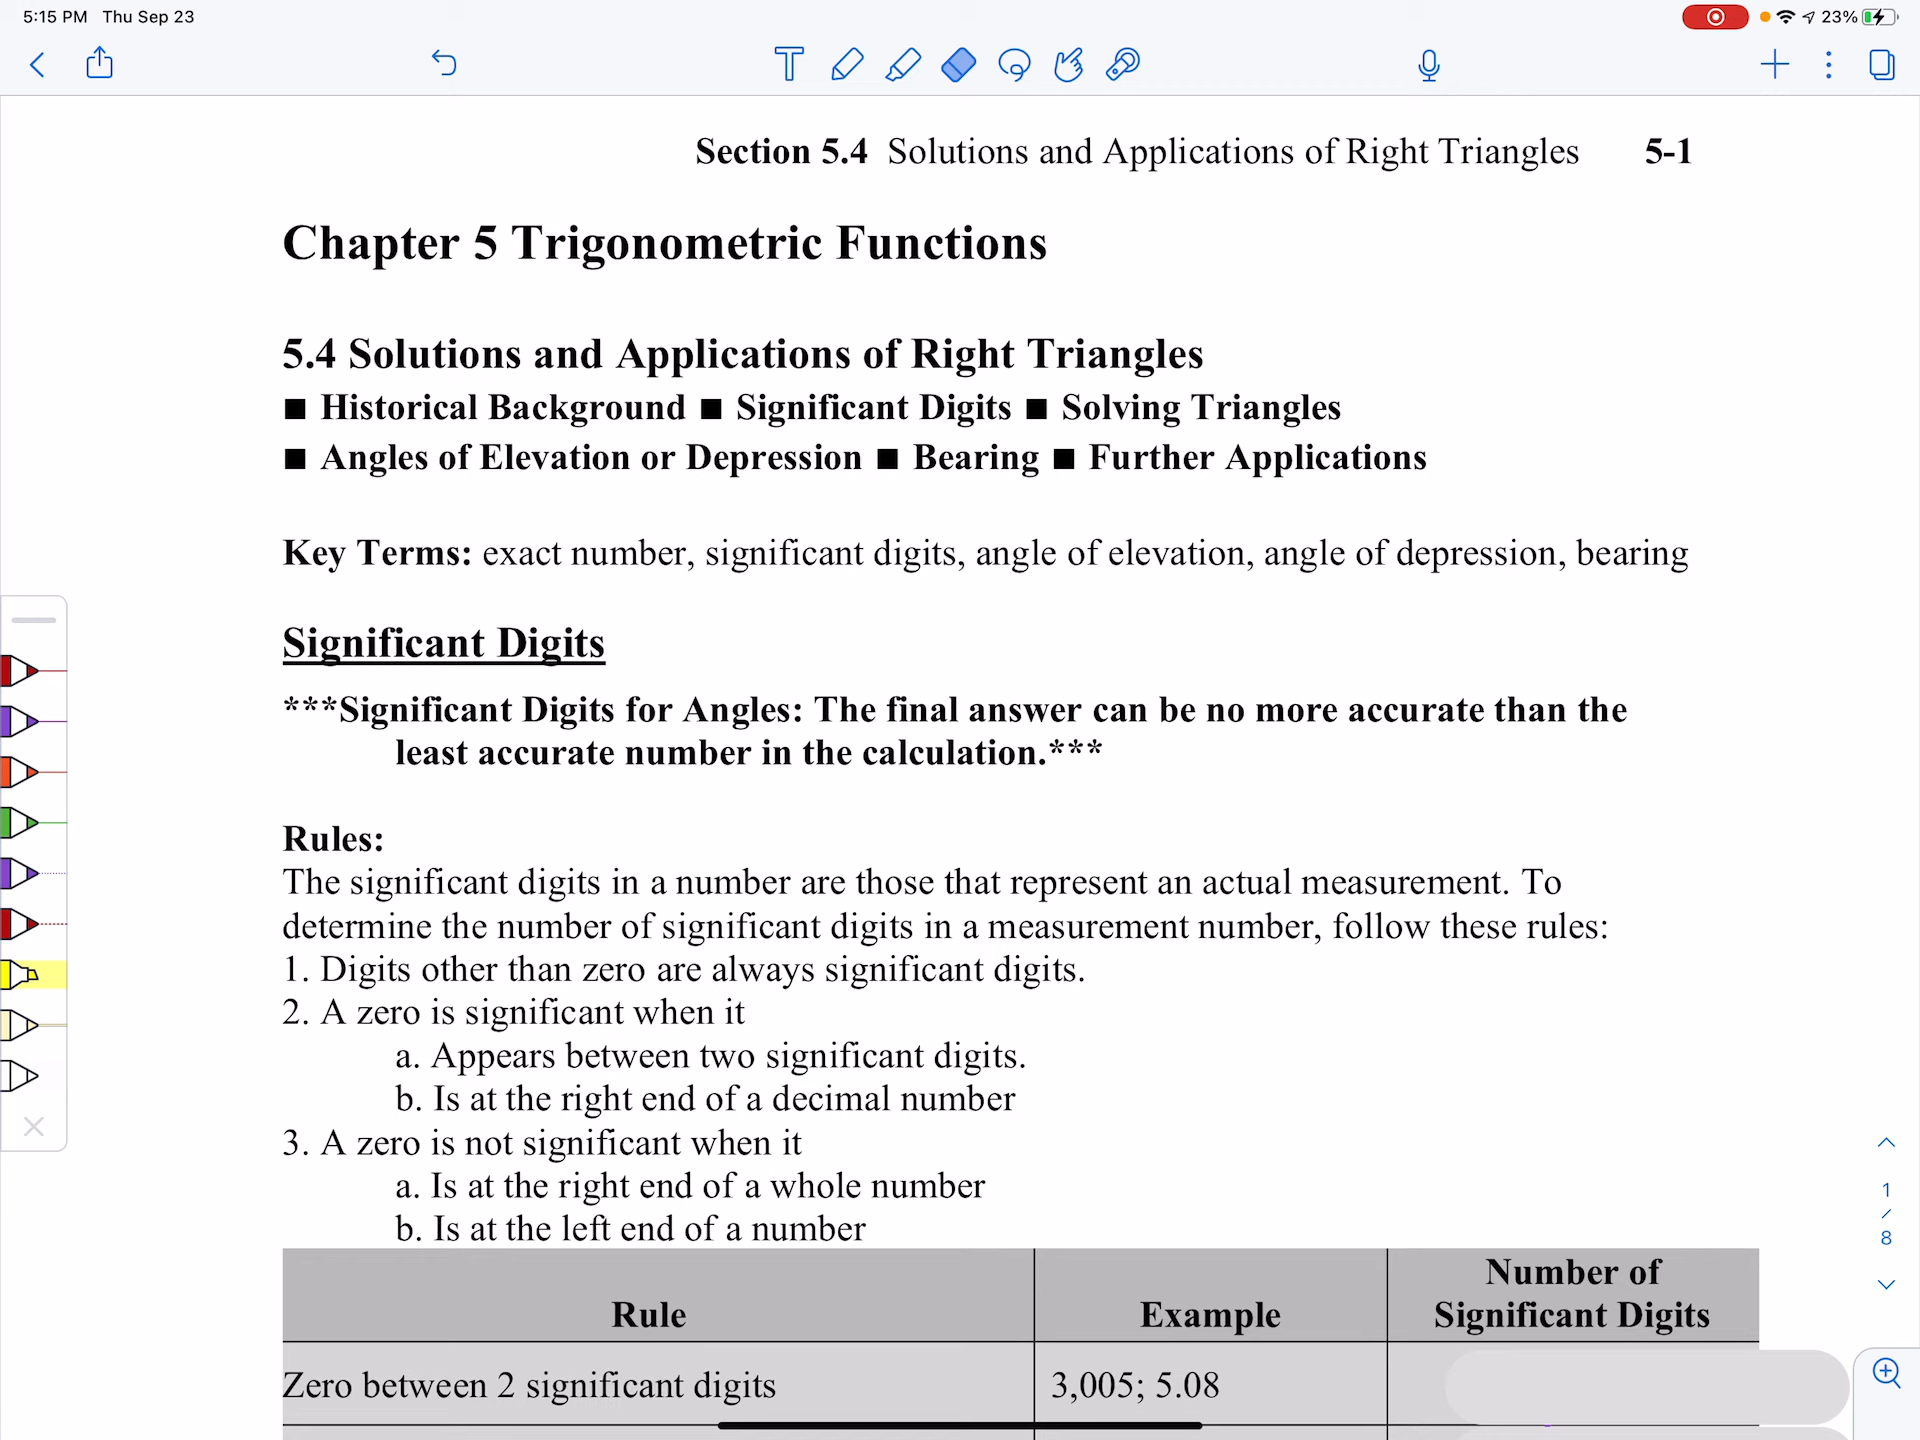 5:15 PM Thu Sep 23
23%
Section 5.4 Solutions and Applications of Right Triangles 5-1
Chapter 5 Trigonometric Functions
5.4 Solutions and Applications of Right Triangles
■ Historical Background ■ Significant Digits ■ Solving Triangles
■ Angles of Elevation or Depression ■ Bearing ■ Further Applications
Key Terms: exact number, significant digits, angle of elevation, angle of depression, bearing
Significant Digits
***Significant Digits for Angles: The final answer can be no more accurate than the
least accurate number in the calculation.***
Rules:
The significant digits in a number are those that represent an actual measurement. To
determine the number of significant digits in a measurement number, follow these rules:
1. Digits other than zero are always significant digits.
2. A zero is significant when it
a. Appears between two significant digits.
b. Is at the right end of a decimal number
3. A zero is not significant when it
a. Is at the right end of a whole number
b. Is at the left end of a number
Number of
Rule Example Significant Digits
Zero between 2 significant digits 3,005; 5.08
1
/
8